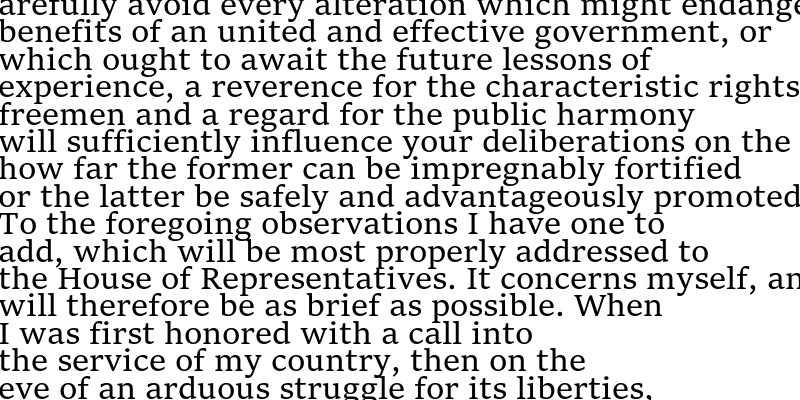 arefully avoid every alteration which might endange
benefits of an united and effective government, or
which ought to await the future lessons of
experience, a reverence for the characteristic rights
freemen and a regard for the public harmony
will sufficiently influence your deliberations on the
how far the former can be impregnably fortified
or the latter be safely and advantageously promoted
To the foregoing observations I have one to
add, which will be most properly addressed to
the House of Representatives. It concerns myself, an
will therefore be as brief as possible. When
I was first honored with a call into
the service of my country, then on the
eve of an arduous struggle for its liberties,